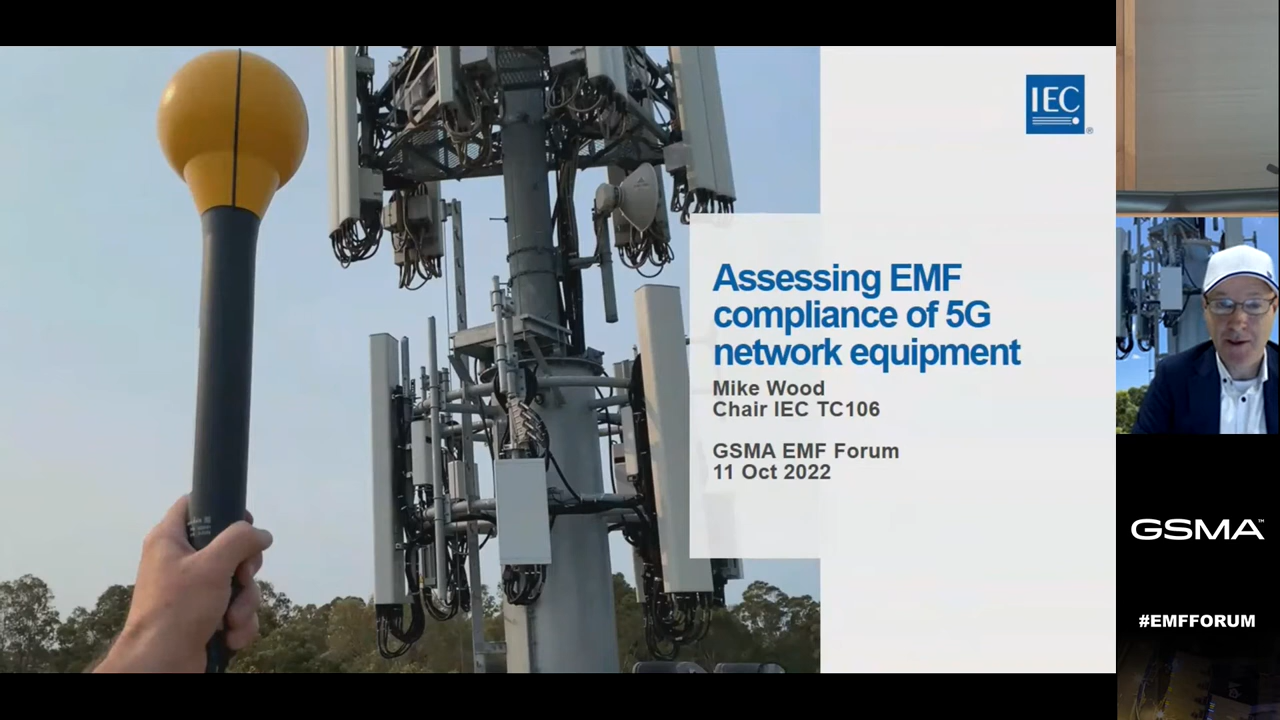 IEC
®
Assessing EMF
compliance of 5G
network equipment
Mike Wood
Chair IEC TC106
GSMA EMF Forum
11 Oct 2022
GSMA™
#EMFFORUM